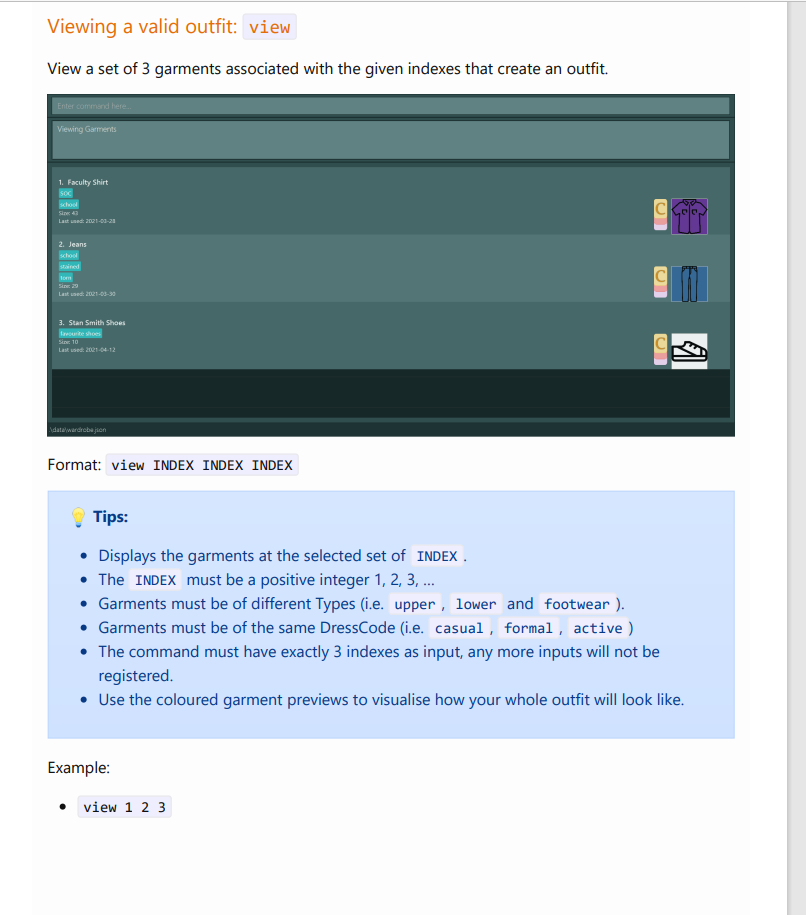 Viewing a valid outfit: view
View a set of 3 garments associated with the given indexes that create an outfit.
Enter command here...
Viewing Garments
1. Faculty Shirt
SOC
school
Size: 43
Last used: 2021-03-28
C
2. Jeans
school
stained
torn
Size: 29
Last used: 2021-03-30
C
3. Stan Smith Shoes
favourite shoes
Size: 10
Last used: 2021-04-12
C
\data\wardrobe.json
Format: view INDEX INDEX INDEX
Tips:
• Displays the garments at the selected set of INDEX .
• The INDEX must be a positive integer 1, 2, 3, …
• Garments must be of different Types (i.e. upper , lower and footwear ).
• Garments must be of the same DressCode (i.e. casual , formal , active )
• The command must have exactly 3 indexes as input, any more inputs will not be
registered.
• Use the coloured garment previews to visualise how your whole outfit will look like.
Example:
• view 1 2 3